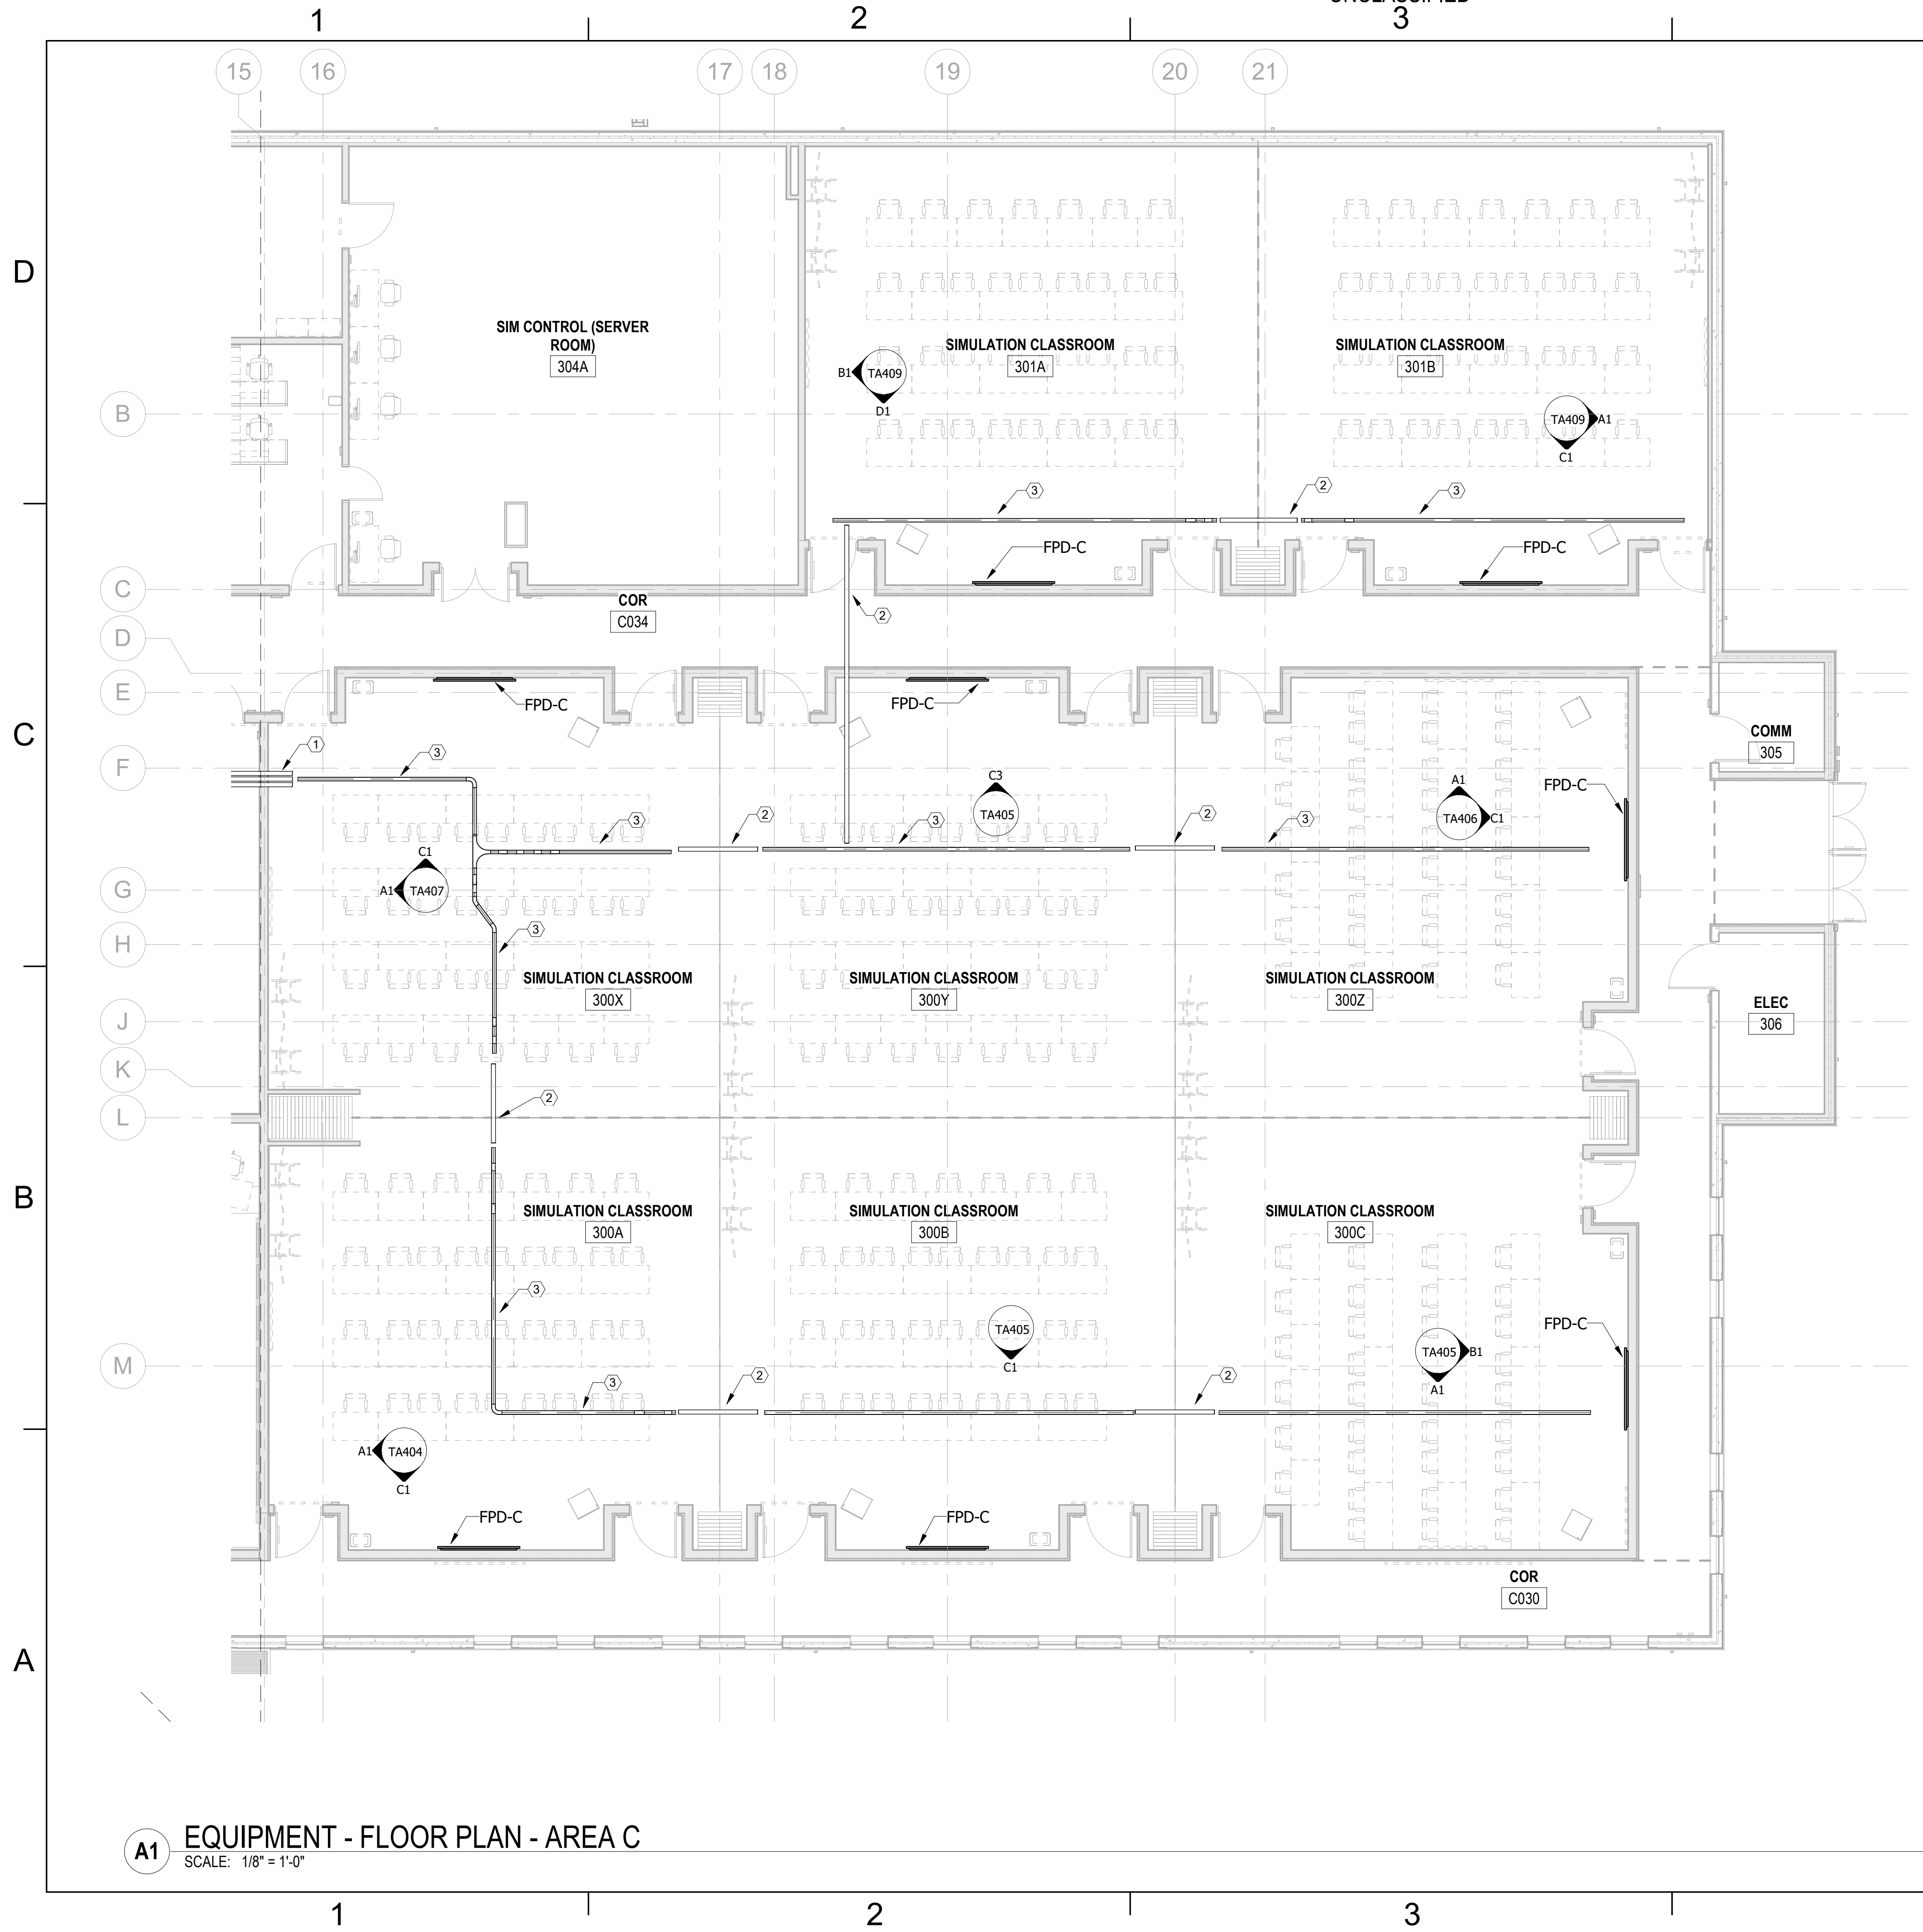 UNCLASSIFIED
1
2
3
15
16
17
18
19
20
21
D
SIM CONTROL (SERVER
ROOM)
304A
SIMULATION CLASSROOM
301A
SIMULATION CLASSROOM
301B
B1
TA409
D1
B
TA409
A1
C1
3
2
3
FPD-C
FPD-C
C
COR
C034
2
D
E
FPD-C
FPD-C
C
COMM
305
1
3
F
C3
TA405
A1
TA406
C1
FPD-C
3
2
3
2
3
C1
A1
TA407
G
3
H
SIMULATION CLASSROOM
300X
SIMULATION CLASSROOM
300Y
SIMULATION CLASSROOM
300Z
ELEC
306
J
K
2
L
B
SIMULATION CLASSROOM
300A
SIMULATION CLASSROOM
300B
SIMULATION CLASSROOM
300C
3
TA405
C1
FPD-C
TA405
B1
A1
M
3
2
2
A1
TA404
C1
FPD-C
FPD-C
COR
C030
A
A1
EQUIPMENT - FLOOR PLAN - AREA C
SCALE: 1/8" = 1'-0"
1
2
3